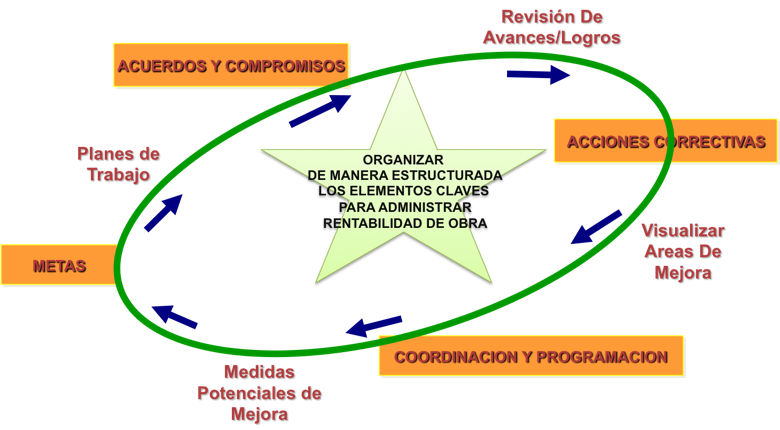 Revisión De
Avances/Logros
ACUERDOS Y COMPROMISOS
ACCIONES CORRECTIVAS
Planes de
Trabajo
ORGANIZAR
DE MANERA ESTRUCTURADA
LOS ELEMENTOS CLAVES
PARA ADMINISTRAR
RENTABILIDAD DE OBRA
Visualizar
Areas De
Mejora
METAS
COORDINACION Y PROGRAMACION
Medidas
Potenciales de
Mejora